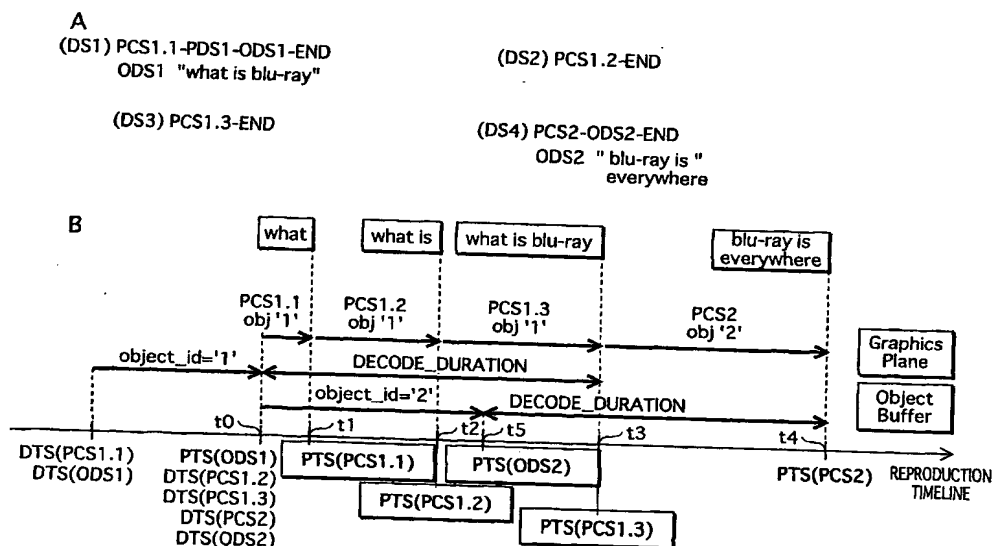 A
(DS1) PCS1.1-PDS1-ODS1-END
ODS1 "what is blu-ray"
(DS2) PCS1.2-END
(DS3) PCS1.3-END
(DS4) PCS2-ODS2-END
ODS2 " blu-ray is "
everywhere
B
what
what is
what is blu-ray
blu-ray is
everywhere
PCS1.1
obj '1'
PCS1.2
obj '1'
PCS1.3
obj '1'
PCS2
obj '2'
Graphics
Plane
object_id='1'
DECODE_DURATION
object_id='2'
DECODE_DURATION
Object
Buffer
t0
t1
t2
t5
t3
t4
DTS(PCS1.1)
DTS(ODS1)
PTS(ODS1)
DTS(PCS1.2)
DTS(PCS1.3)
DTS(PCS2)
DTS(ODS2)
PTS(PCS1.1)
PTS(PCS1.2)
PTS(ODS2)
PTS(PCS1.3)
PTS(PCS2)
REPRODUCTION
TIMELINE